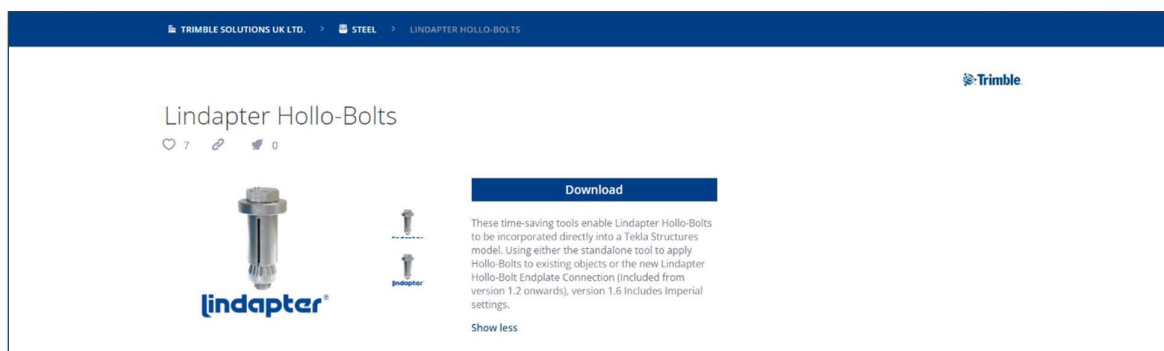 TRIMBLE SOLUTIONS UK LTD. > STEEL > LINDAPTER HOLLO-BOLTS
Trimble
Lindapter Hollo-Bolts
7 0
Download
These time-saving tools enable Lindapter Hollo-Bolts
to be incorporated directly into a Tekla Structures
model. Using either the standalone tool to apply
Hollo-Bolts to existing objects or the new Lindapter
Hollo-Bolt Endplate Connection (Included from
version 1.2 onwards), version 1.6 Includes Imperial
settings.
Show less
lindapter®
lindapter